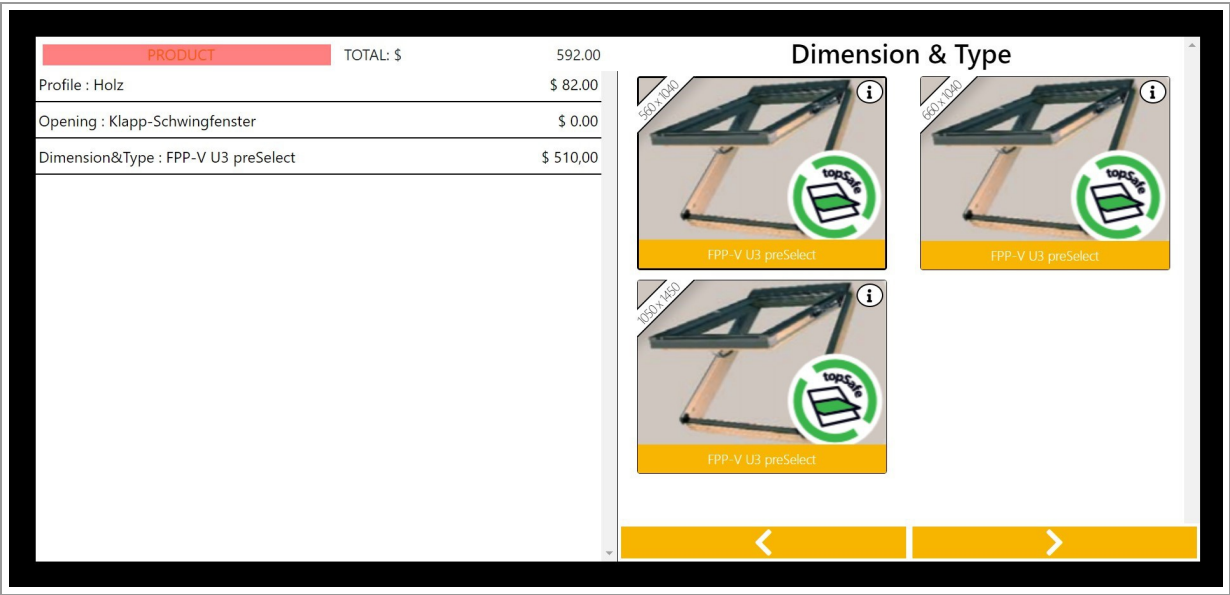 PRODUCT TOTAL: $ 592.00
Profile : Holz $ 82.00
Opening : Klapp-Schwingfenster $ 0.00
Dimension&Type : FPP-V U3 preSelect $ 510,00
Dimension & Type
560 x 1040
i
topSafe
FPP-V U3 preSelect
660 x 1040
i
topSafe
FPP-V U3 preSelect
1050 x 1450
i
topSafe
FPP-V U3 preSelect